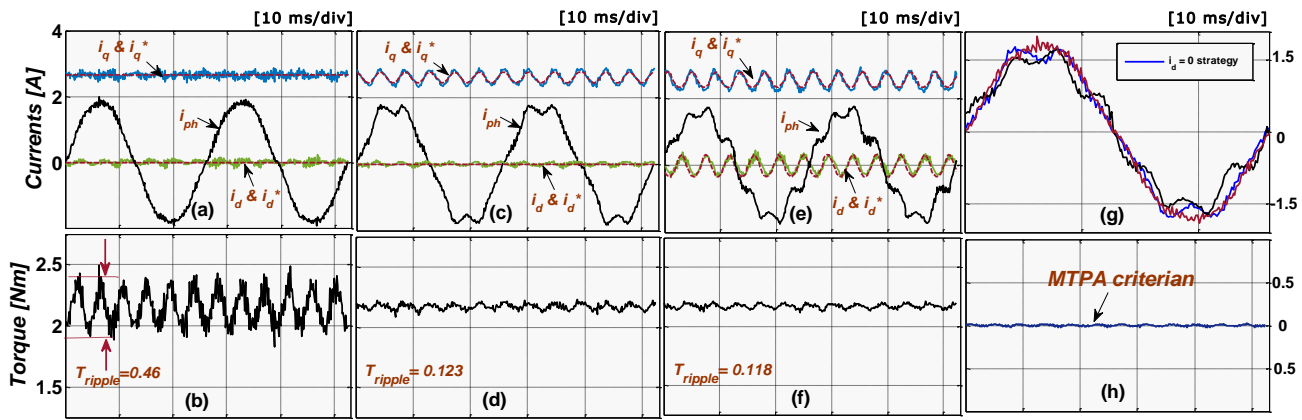 [10 ms/div]
[10 ms/div]
[10 ms/div]
[10 ms/div]
Currents [A]
4
2
0
i_q & i_q*
i_ph
i_d & i_d*
(a)
i_q & i_q*
i_ph
i_d & i_d*
(c)
i_q & i_q*
i_ph
i_d & i_d*
(e)
i_d = 0 strategy
1.5
0
-1.5
(g)
Torque [Nm]
2.5
2
1.5
T_ripple=0.46
(b)
T_ripple= 0.123
(d)
T_ripple= 0.118
(f)
MTPA criterian
0.5
0
0.5
(h)